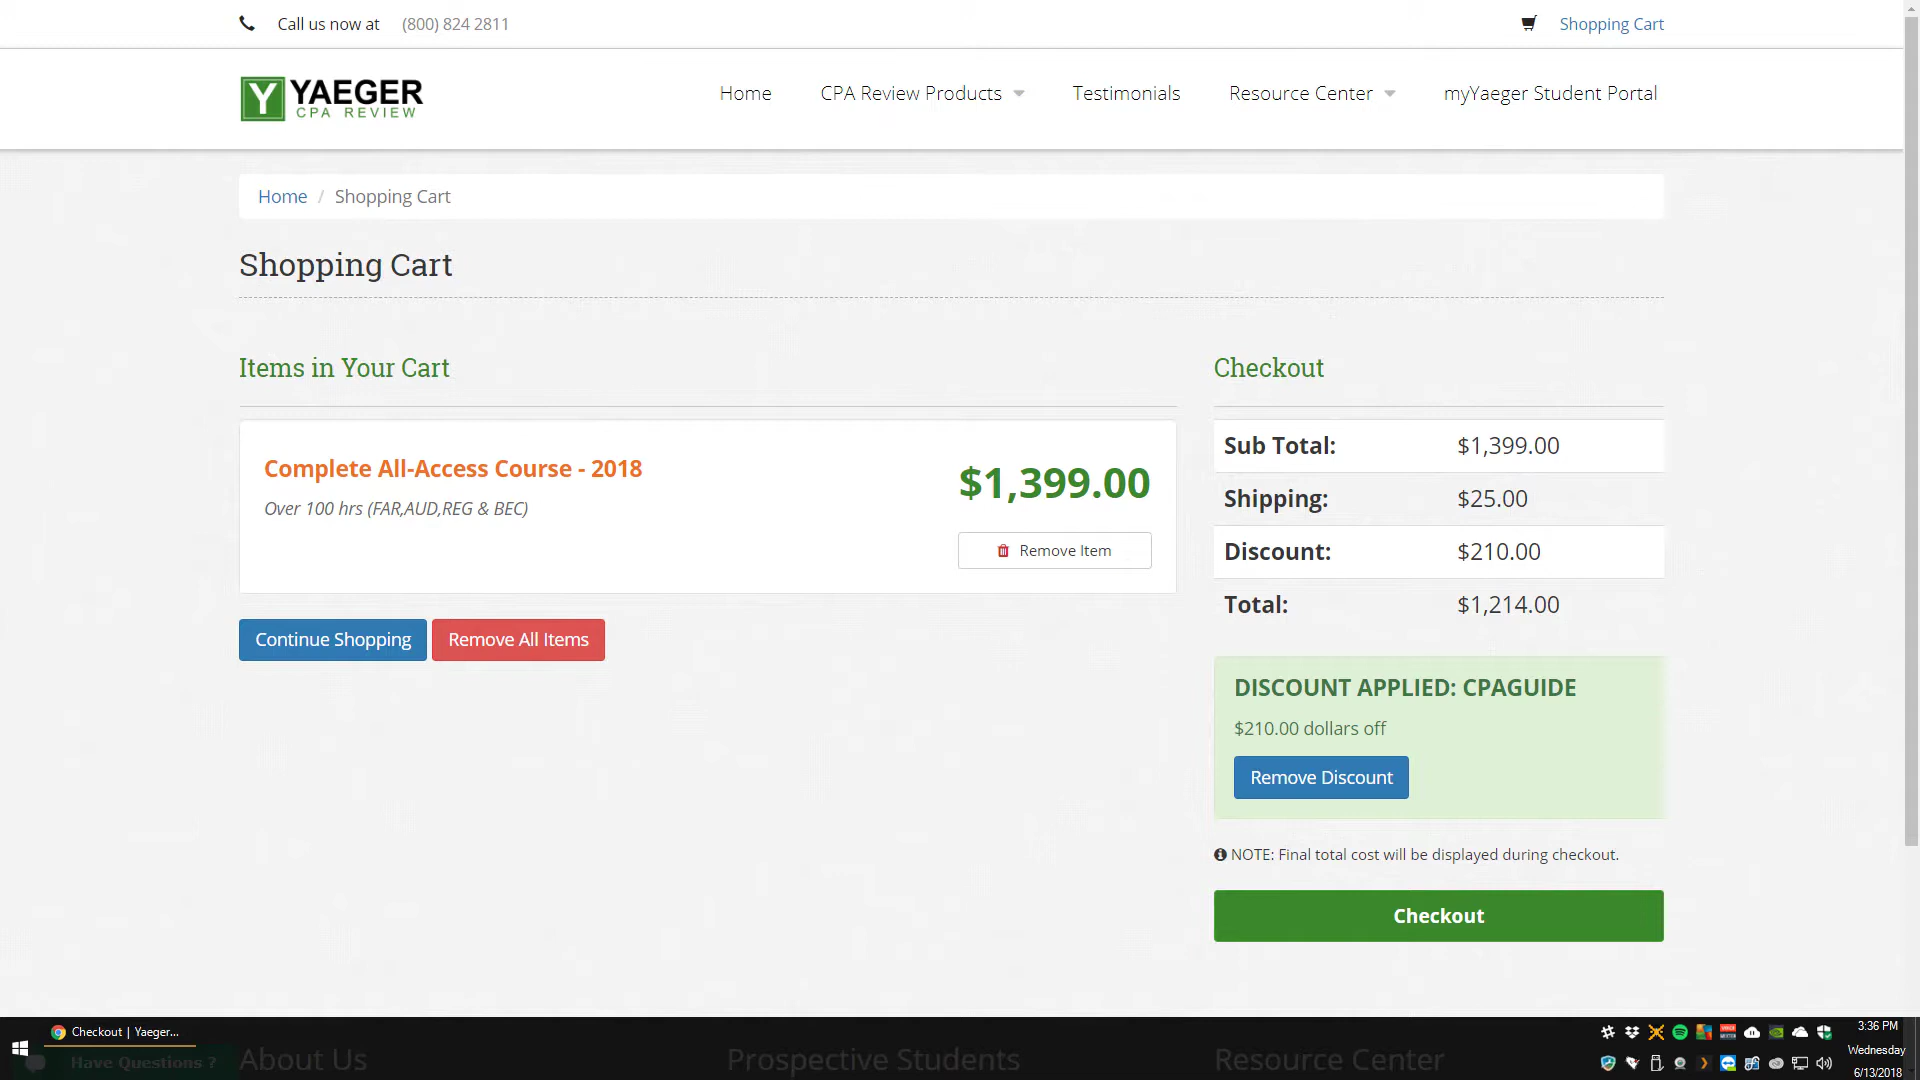 Call us now at (800) 824 2811
Shopping Cart
Y YAEGER
CPA REVIEW
Home
CPA Review Products
Testimonials
Resource Center
myYaeger Student Portal
Home / Shopping Cart
Shopping Cart
Items in Your Cart
Complete All-Access Course - 2018
Over 100 hrs (FAR,AUD,REG & BEC)
$1,399.00
Remove Item
Continue Shopping
Remove All Items
Checkout
Sub Total: $1,399.00
Shipping: $25.00
Discount: $210.00
Total: $1,214.00
DISCOUNT APPLIED: CPAGUIDE
$210.00 dollars off
Remove Discount
NOTE: Final total cost will be displayed during checkout.
Checkout
Checkout | Yaeger...
Have Questions ?
About Us
Prospective Students
Resource Center
3:36 PM
Wednesday
6/13/2018